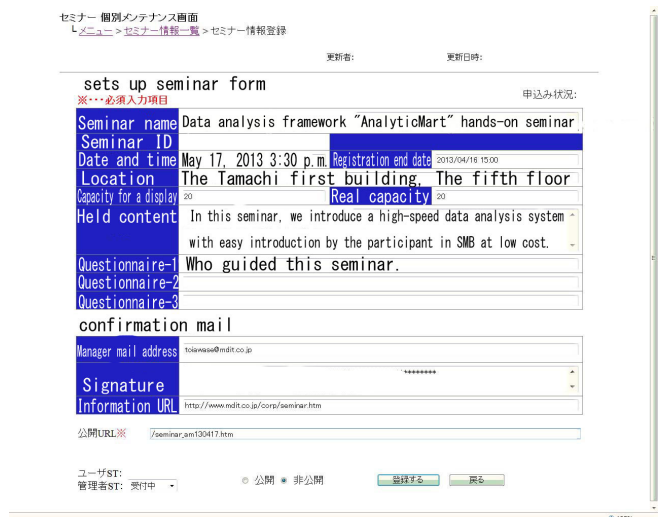 セミナー 個別メンテナンス画面
└ メニュー > セミナー情報一覧 > セミナー情報登録
更新者: 更新日時:
sets up seminar form
※・・・必須入力項目 申込み状況:
Seminar name Data analysis framework "AnalyticMart" hands-on seminar
Seminar ID
Date and time May 17, 2013 3:30 p.m. Registration end date 2013/04/16 15:00
Location The Tamachi first building, The fifth floor
Capacity for a display 20 Real capacity 20
Held content In this seminar, we introduce a high-speed data analysis system
with easy introduction by the participant in SMB at low cost.
Questionnaire-1 Who guided this seminar.
Questionnaire-2
Questionnaire-3
confirmation mail
Manager mail address toiawase@mdit.co.jp
********
Signature
Information URL http://www.mdit.co.jp/corp/seminar.htm
公開URL※ /seminar_am130417.htm
ユーザST:
管理者ST: 受付中 公開 非公開 登録する 戻る